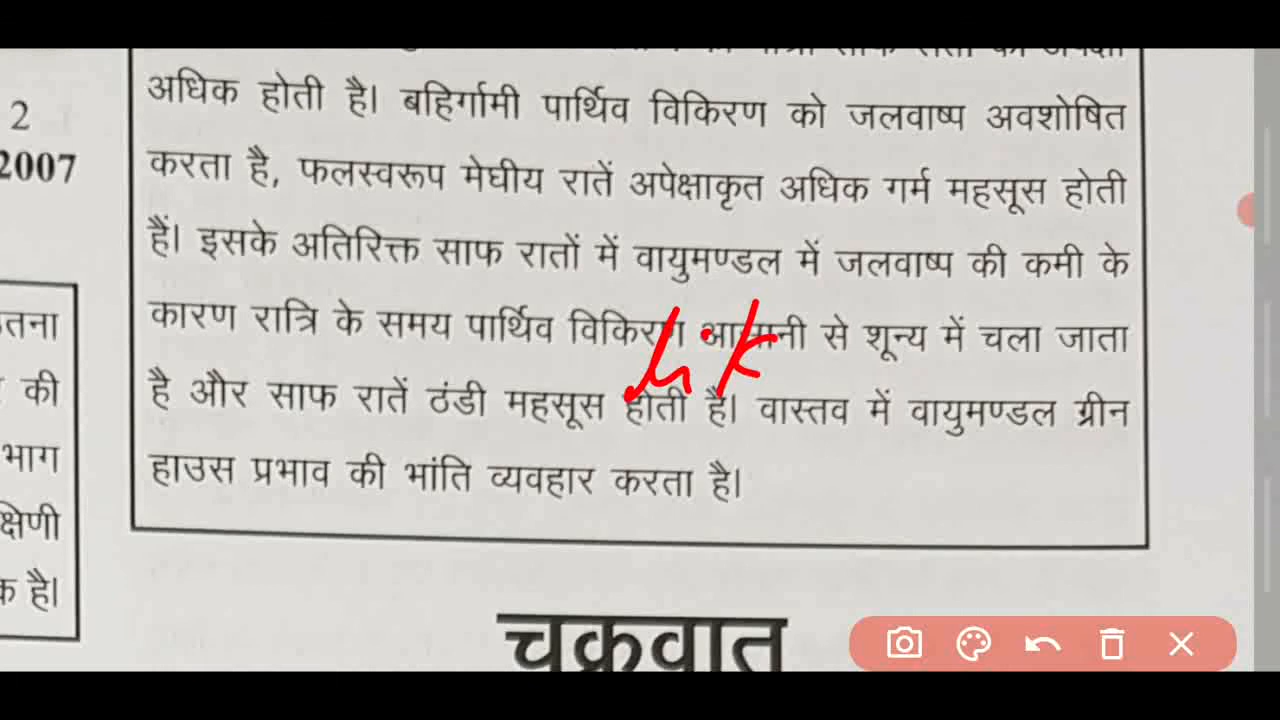 अधिक होती है। बहिर्गामी पार्थिव विकिरण को जलवाष्प अवशोषित
करता है, फलस्वरूप मेघीय रातें अपेक्षाकृत अधिक गर्म महसूस होती
हैं। इसके अतिरिक्त साफ रातों में वायुमण्डल में जलवाष्प की कमी के
कारण रात्रि के समय पार्थिव विकिरण आसानी से शून्य में चला जाता
है और साफ रातें ठंडी महसूस होती हैं। वास्तव में वायुमण्डल ग्रीन
हाउस प्रभाव की भांति व्यवहार करता है।
चक्रवात
2
2007
की
भाग
है।